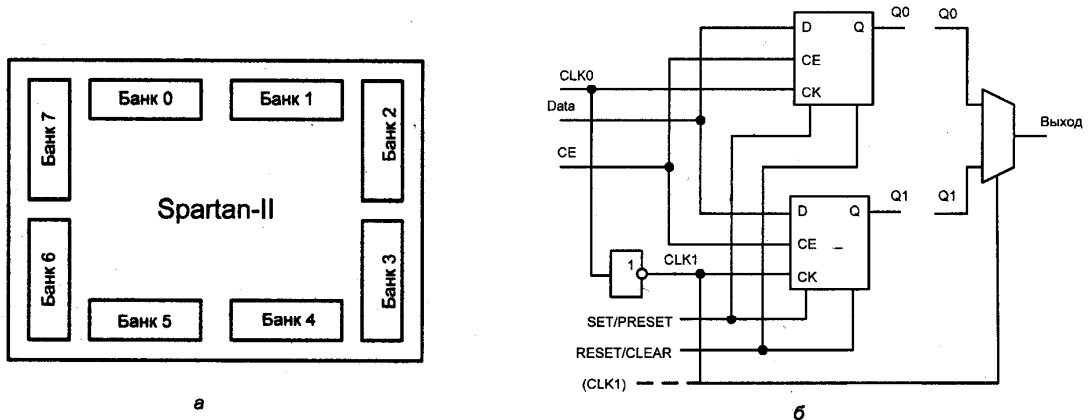 Банк 0
Банк 1
Банк 7
Банк 2
Spartan-II
Банк 6
Банк 3
Банк 5
Банк 4
а
Q0
Q0
D
Q
CE
CLK0
CK
Data
Выход
CE
Q1
Q1
D
Q
CE
1
CLK1
CK
SET/PRESET
RESET/CLEAR
(CLK1)
б